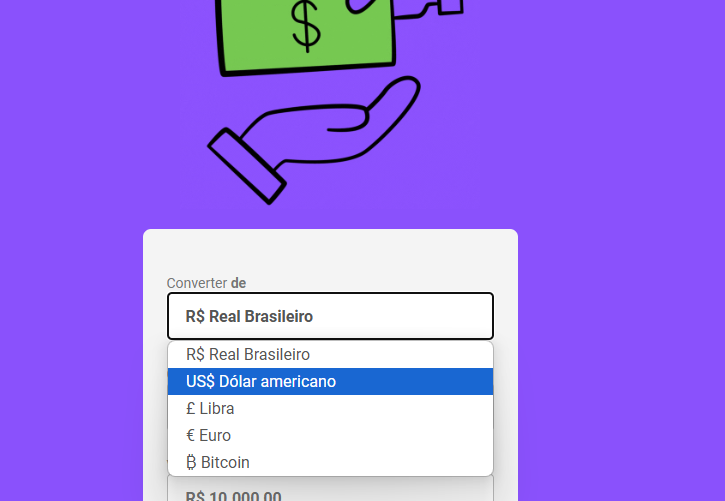 $
Converter de
R$ Real Brasileiro
R$ Real Brasileiro
US$ Dólar americano
£ Libra
€ Euro
₿ Bitcoin
R$ 10.000,00